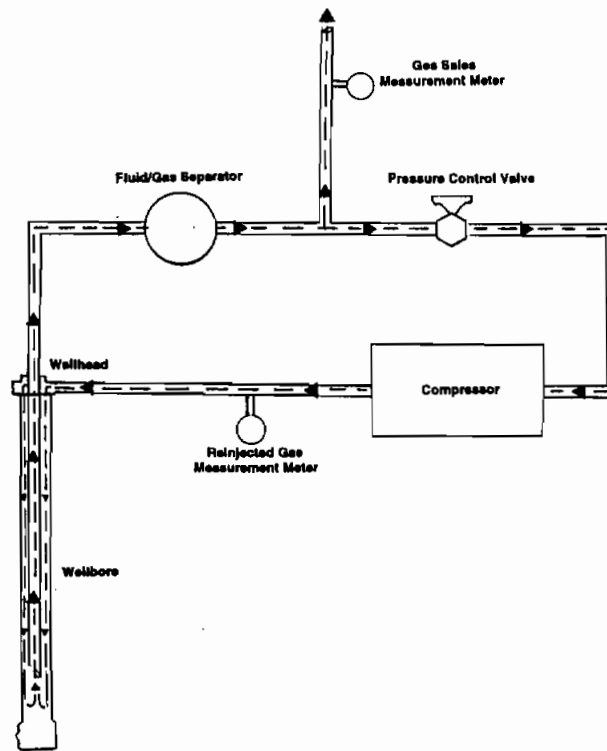 Gas Sales
Measurement Meter
Fluid/Gas Separator
Pressure Control Valve
Wellhead
Compressor
Reinjected Gas
Measurement Meter
Wellbore